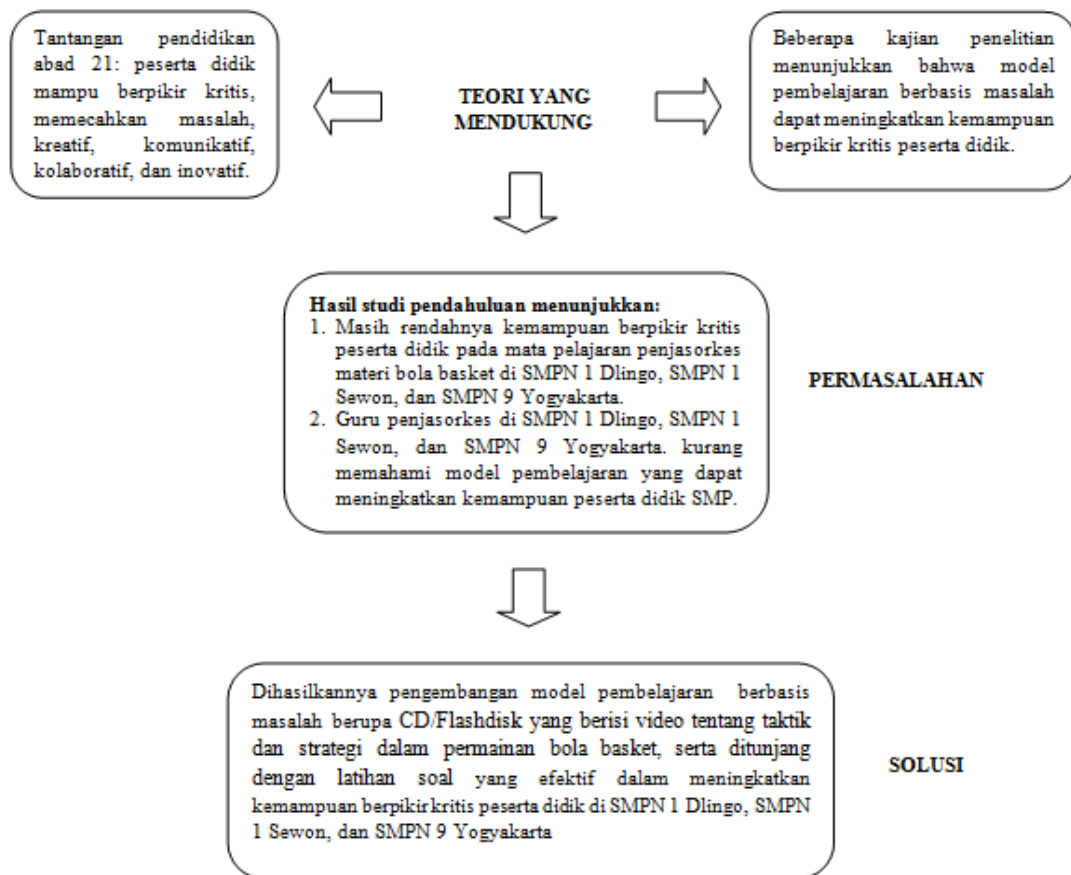 Tantangan pendidikan
abad 21: peserta didik
mampu berpikir kritis,
memecahkan masalah,
kreatif, komunikatif,
kolaboratif, dan inovatif.
TEORI YANG
MENDUKUNG
Beberapa kajian penelitian
menunjukkan bahwa model
pembelajaran berbasis masalah
dapat meningkatkan kemampuan
berpikir kritis peserta didik.
Hasil studi pendahuluan menunjukkan:
1. Masih rendahnya kemampuan berpikir kritis
peserta didik pada mata pelajaran penjasorkes
materi bola basket di SMPN 1 Dlingo, SMPN 1
Sewon, dan SMPN 9 Yogyakarta.
2. Guru penjasorkes di SMPN 1 Dlingo, SMPN 1
Sewon, dan SMPN 9 Yogyakarta. kurang
memahami model pembelajaran yang dapat
meningkatkan kemampuan peserta didik SMP.
PERMASALAHAN
Dihasilkannya pengembangan model pembelajaran berbasis
masalah berupa CD/Flashdisk yang berisi video tentang taktik
dan strategi dalam permainan bola basket, serta ditunjang
dengan latihan soal yang efektif dalam meningkatkan
kemampuan berpikir kritis peserta didik di SMPN 1 Dlingo, SMPN
1 Sewon, dan SMPN 9 Yogyakarta
SOLUSI